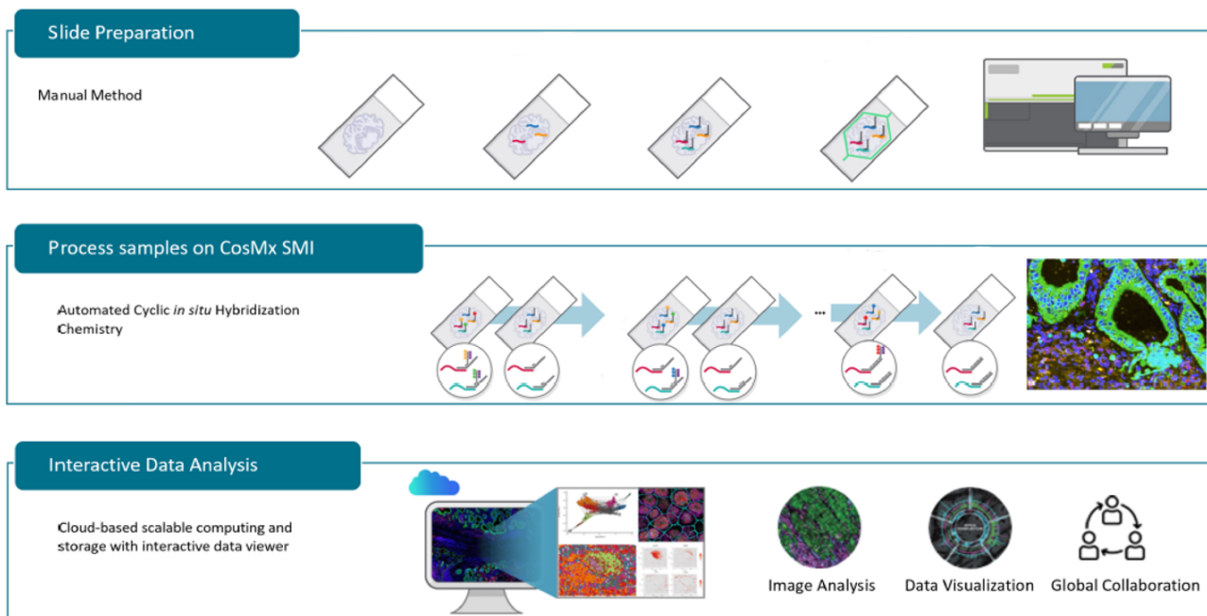 Slide Preparation
Manual Method
Process samples on CosMx SMI
Automated Cyclic in situ Hybridization
Chemistry
...
Interactive Data Analysis
Cloud-based scalable computing and
storage with interactive data viewer
Image Analysis
Data Visualization
Global Collaboration